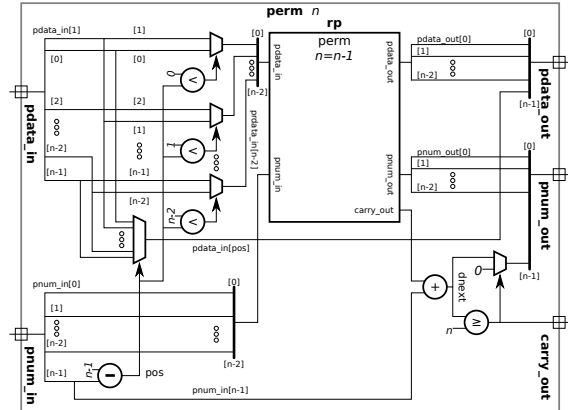 perm n
rp
perm
n=n-1
pdata_in[1]
[1]
[0]
[0]
[0]
pdata_in
pdata_out
pdata_out[0]
[1]
[n-2]
[0]
[n-1]
pdata_out
0
<
pdata_in
[2]
[2]
[1]
1
<
[n-2]
prdata_in[n-2]
[n-2]
[n-1]
[n-1]
[n-2]
n-2
<
pnum_in
pnum_out
pnum_out[0]
[1]
[n-2]
[0]
[n-1]
pnum_out
carry_out
pdata_in[pos]
pnum_in[0]
[0]
[1]
[n-2]
[n-2]
[n-1]
pnum_in
n-1
−
pos
pnum_in[n-1]
+
dnext
0
n
≥
carry_out